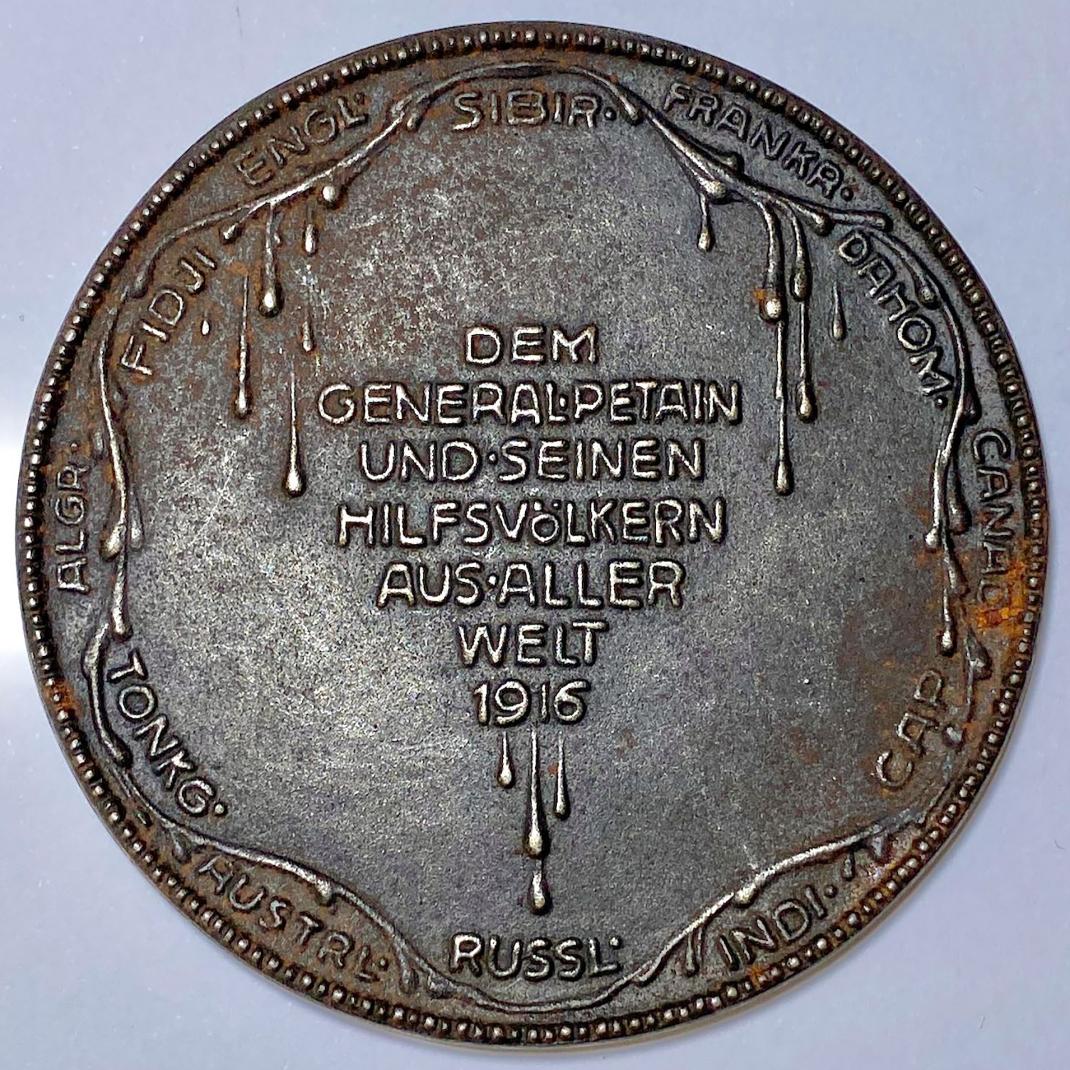 SIBIR·
FRANKR·
DAHOM·
CANAD
CAP
INDI·
RUSSL·
AUSTRL·
TONKG·
ALGR·
FIDJI
ENGL·
DEM
GENERAL·PETAIN
UND·SEINEN
HILFSVöLKERN
AUS·ALLER
WELT
1916